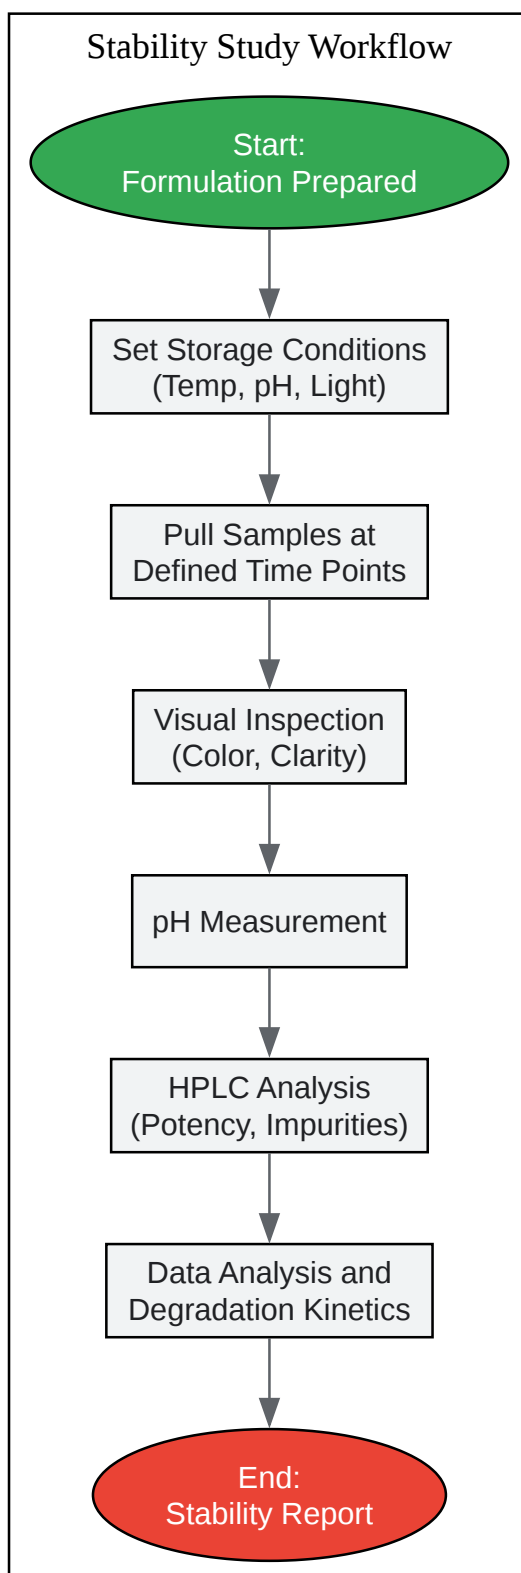 Stability Study Workflow
Start:
Formulation Prepared
Set Storage Conditions
(Temp, pH, Light)
Pull Samples at
Defined Time Points
Visual Inspection
(Color, Clarity)
pH Measurement
HPLC Analysis
(Potency, Impurities)
Data Analysis and
Degradation Kinetics
End:
Stability Report